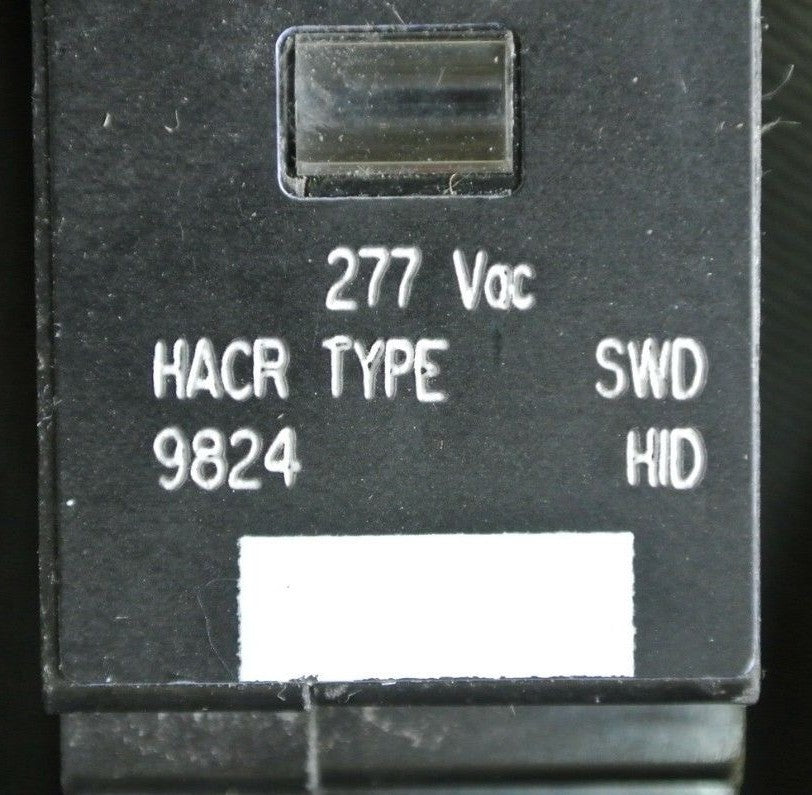 277 Vac
HACR TYPE SWD
9824 HID